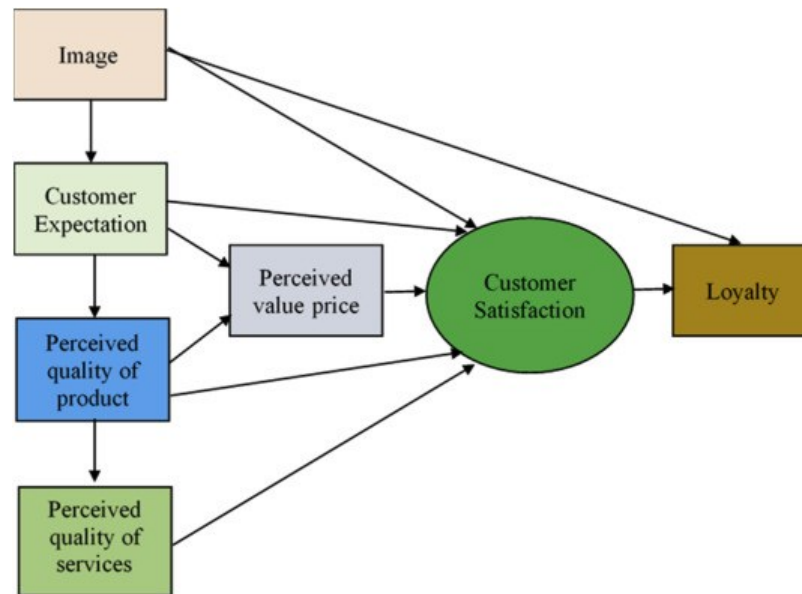 Image
Customer
Expectation
Perceived
value price
Customer
Satisfaction
Loyalty
Perceived
quality of
product
Perceived
quality of
services